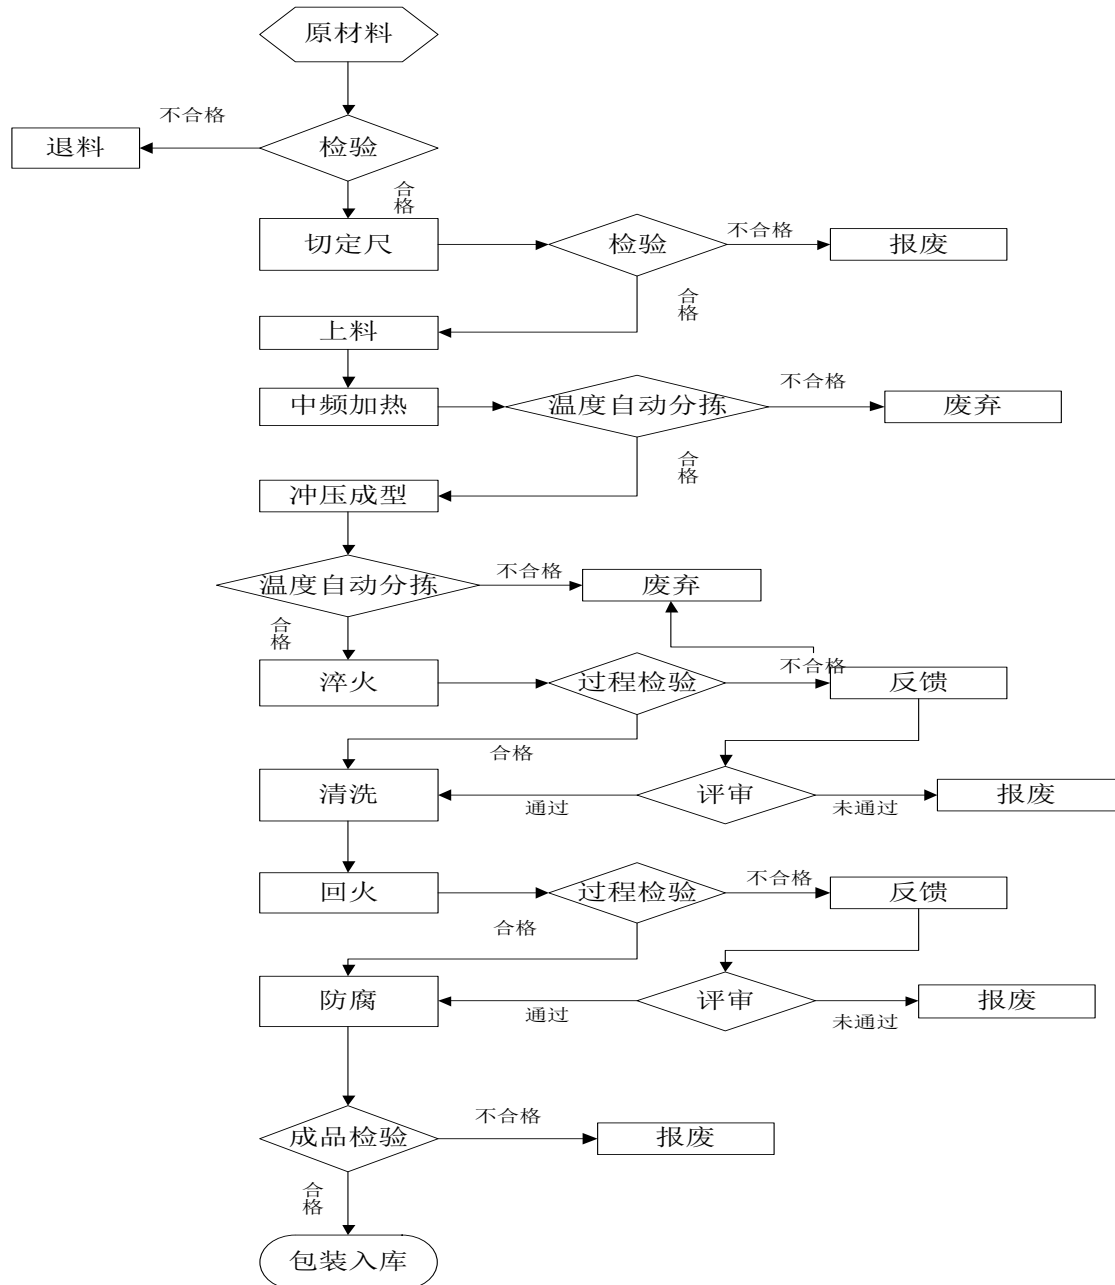 原材料
不合格
退料
检验
合格
切定尺
检验
不合格
报废
合格
上料
中频加热
温度自动分拣
不合格
废弃
合格
冲压成型
温度自动分拣
不合格
废弃
合格
淬火
过程检验
不合格
反馈
合格
清洗
通过
评审
未通过
报废
回火
过程检验
不合格
反馈
合格
防腐
通过
评审
未通过
报废
成品检验
不合格
报废
合格
包装入库